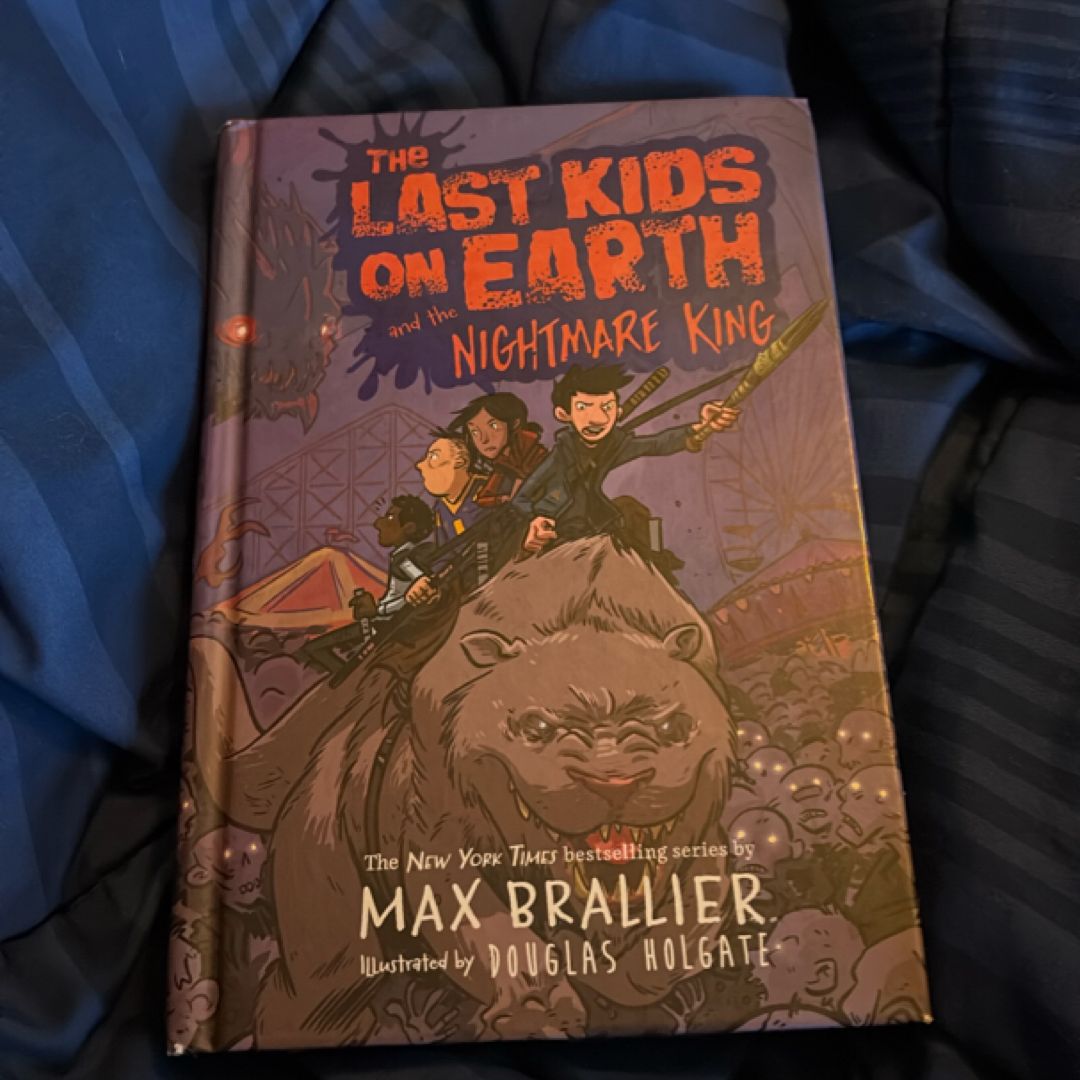 THE
LAST KIDS
ON EARTH
and the
NIGHTMARE KING
The NEW YORK TIMES bestselling series by
MAX BRALLIER
Illustrated by DOUGLAS HOLGATE